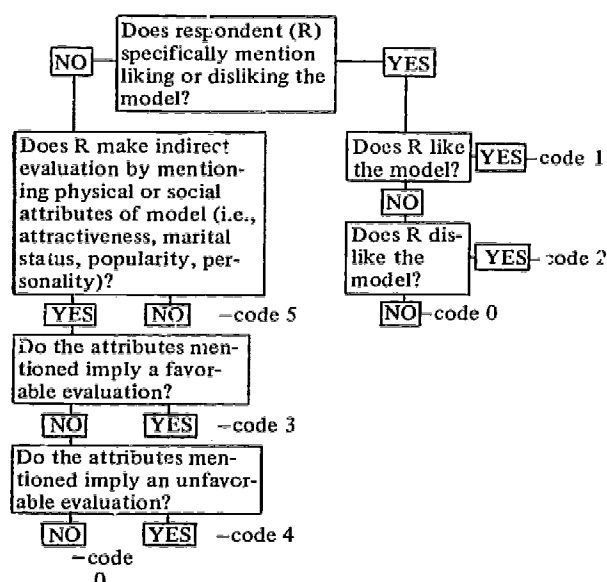 Does respondent (R)
specifically mention
liking or disliking the
model?
NO
YES
Does R make indirect
evaluation by mention-
ing physical or social
attributes of model (i.e.,
attractiveness, marital
status, popularity, per-
sonality)?
YES
NO
–code 5
Do the attributes men-
tioned imply a favor-
able evaluation?
NO
YES
–code 3
Do the attributes men-
tioned imply an unfavor-
able evaluation?
NO
YES
–code 4
–code
0
Does R like
the model?
YES
–code 1
NO
Does R dis-
like the
model?
YES
–code 2
NO
–code 0